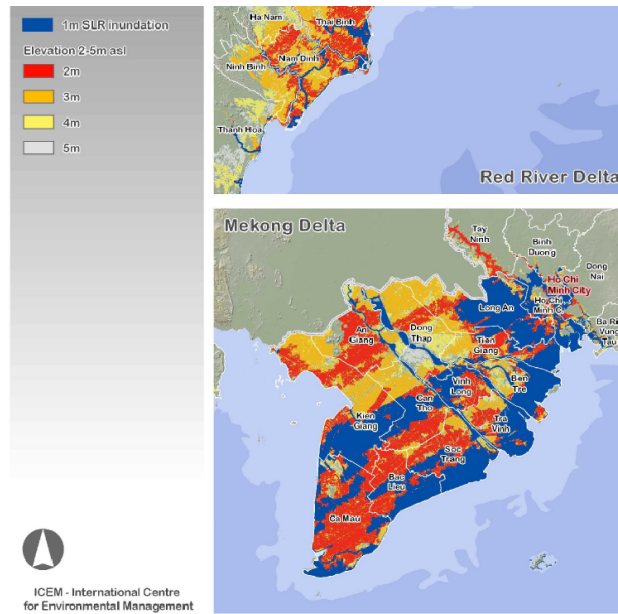 1m SLR inundation
Elevation 2-5m asl
2m
3m
4m
5m
ICEM - International Centre
for Environmental Management
Ha Nam
Thai Binh
Nam Dinh
Ninh Binh
Thanh Hoa
Red River Delta
Mekong Delta
Tay
Ninh
Binh
Duong
Dong
Nai
Ho Chi
Minh City
Ho Chi
Minh C
Ba Ria
Vung
Tau
Long An
An
Giang
Dong
Thap
Tien
Giang
Ben
Tre
Vinh
Long
Can
Tho
Kien
Giang
Tra
Vinh
Soc
Trang
Bac
Lieu
Ca Mau